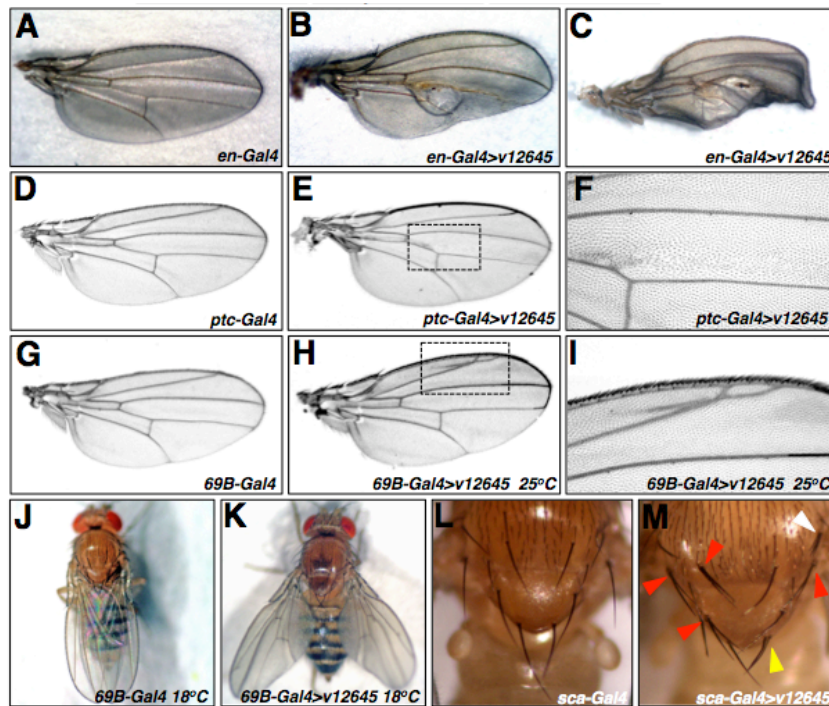 A
en-Gal4
B
en-Gal4>v12645
C
en-Gal4>v12645
D
ptc-Gal4
E
ptc-Gal4>v12645
F
ptc-Gal4>v12645
G
69B-Gal4
H
69B-Gal4>v12645 25°C
I
69B-Gal4>v12645 25°C
J
69B-Gal4 18°C
K
69B-Gal4>v12645 18°C
L
sca-Gal4
M
sca-Gal4>v12645